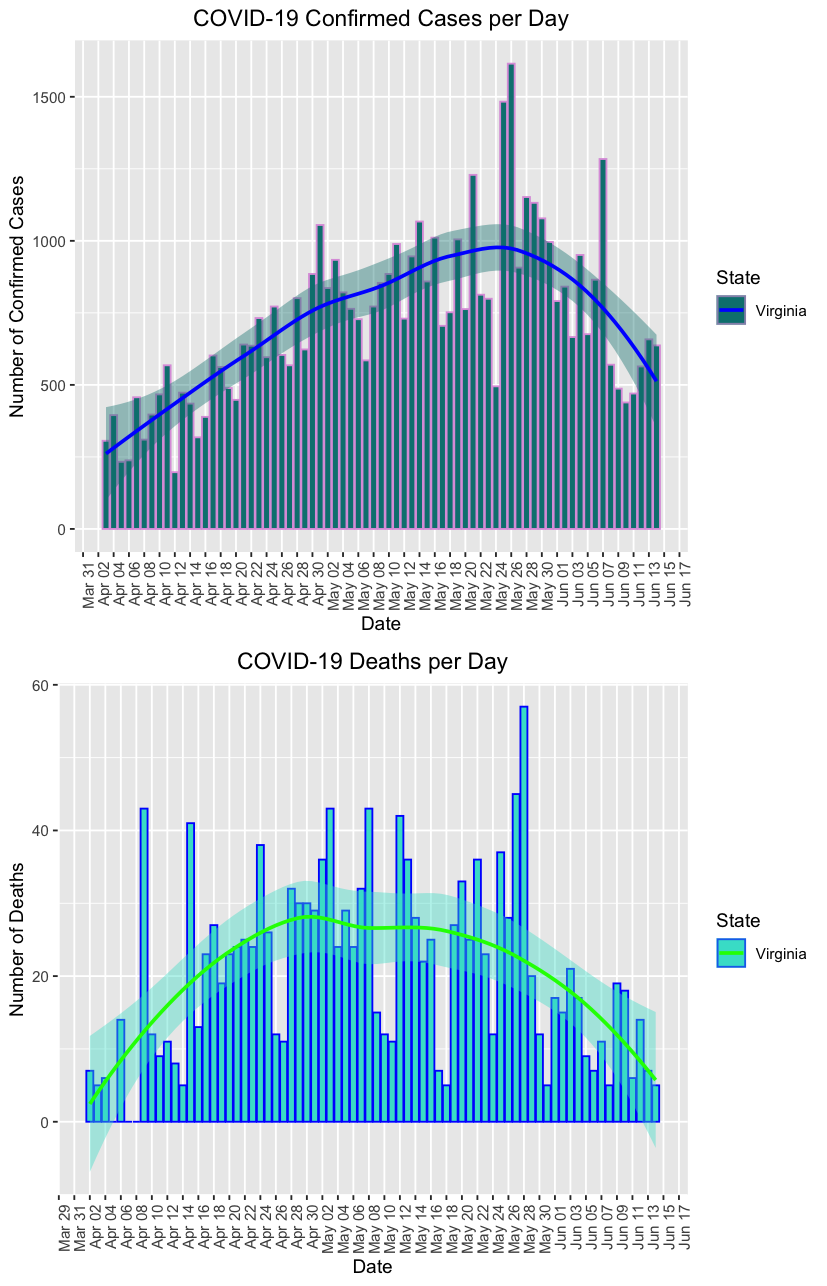 COVID-19 Confirmed Cases per Day
Number of Confirmed Cases
1500
1000
500
0
Mar 31
Apr 02
Apr 04
Apr 06
Apr 08
Apr 10
Apr 12
Apr 14
Apr 16
Apr 18
Apr 20
Apr 22
Apr 24
Apr 26
Apr 28
Apr 30
May 02
May 04
May 06
May 08
May 10
May 12
May 14
May 16
May 18
May 20
May 22
May 24
May 26
May 28
May 30
Jun 01
Jun 03
Jun 05
Jun 07
Jun 09
Jun 11
Jun 13
Jun 15
Jun 17
Date
State
Virginia
COVID-19 Deaths per Day
Number of Deaths
60
40
20
0
Mar 29
Mar 31
Apr 02
Apr 04
Apr 06
Apr 08
Apr 10
Apr 12
Apr 14
Apr 16
Apr 18
Apr 20
Apr 22
Apr 24
Apr 26
Apr 28
Apr 30
May 02
May 04
May 06
May 08
May 10
May 12
May 14
May 16
May 18
May 20
May 22
May 24
May 26
May 28
May 30
Jun 01
Jun 03
Jun 05
Jun 07
Jun 09
Jun 11
Jun 13
Jun 15
Jun 17
Date
State
Virginia